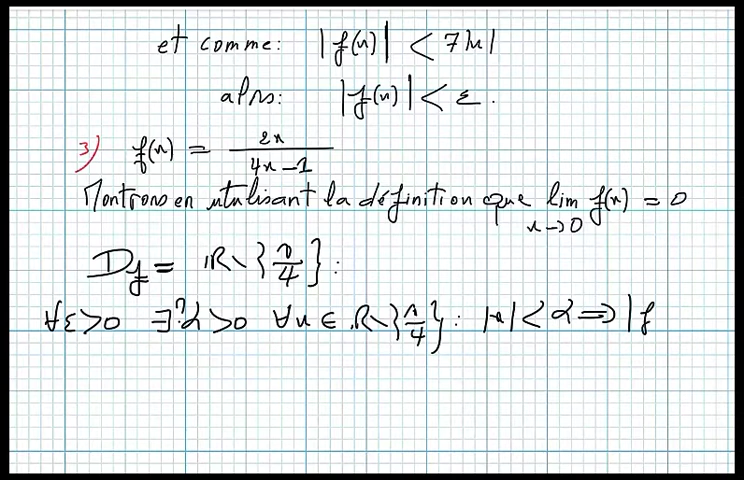 et comme: |f(x)| < 7|x|
alors: |f(x)| < ε.
3) f(x) = 2x / (4x - 1)
Montrons en utulisant la définition que lim x→0 f(x) = 0
Df = ℝ \ {1/4}:
∀ε>0 ∃?α>0 ∀x ∈ ℝ \ {1/4}: |x| < α ⇒ |f